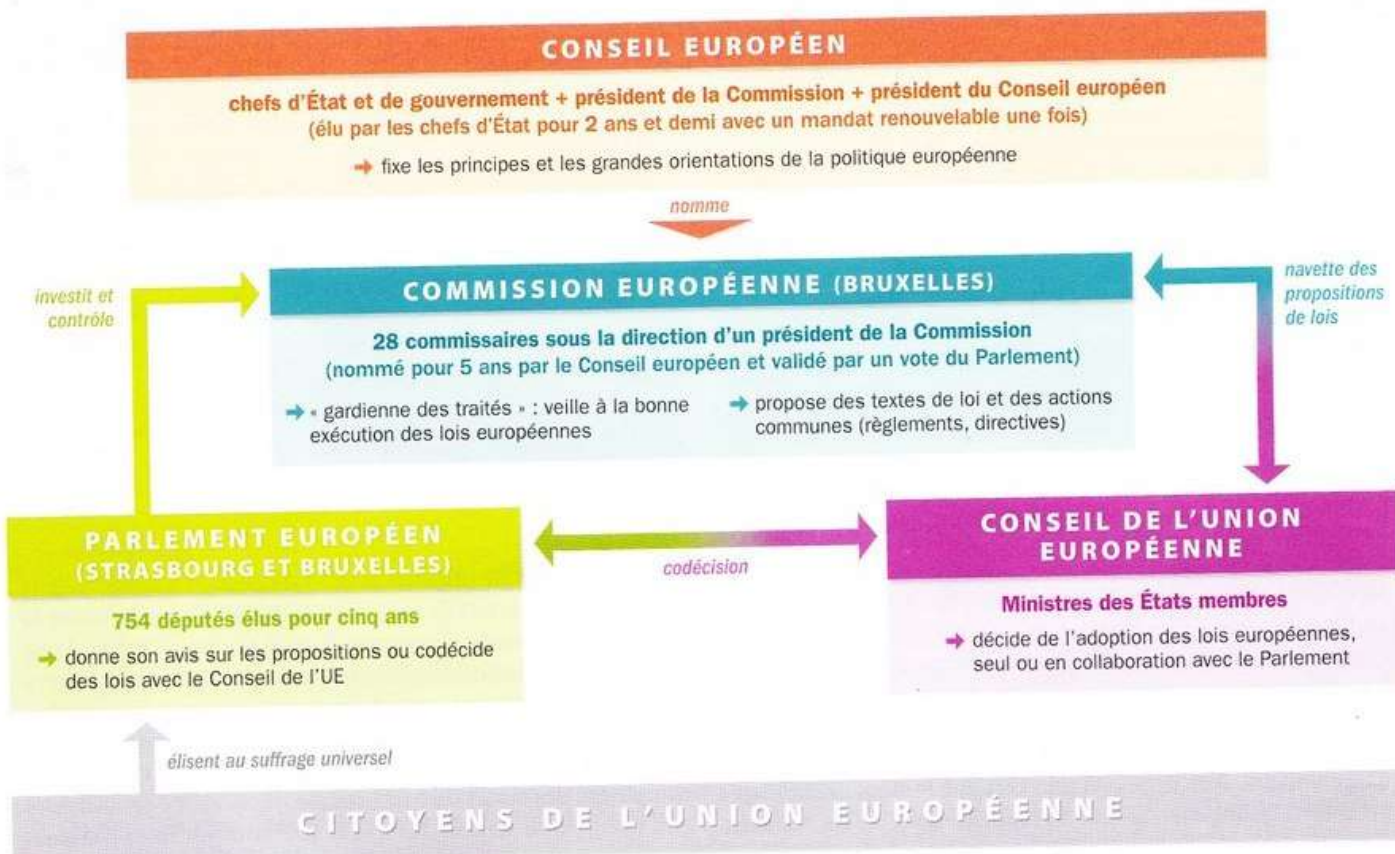 CONSEIL EUROPÉEN
chefs d'État et de gouvernement + président de la Commission + président du Conseil européen
(élu par les chefs d'État pour 2 ans et demi avec un mandat renouvelable une fois)
➔ fixe les principes et les grandes orientations de la politique européenne
nomme
investit et
contrôle
COMMISSION EUROPÉENNE (BRUXELLES)
28 commissaires sous la direction d'un président de la Commission
(nommé pour 5 ans par le Conseil européen et validé par un vote du Parlement)
➔ « gardienne des traités » : veille à la bonne
exécution des lois européennes
➔ propose des textes de loi et des actions
communes (règlements, directives)
navette des
propositions
de lois
PARLEMENT EUROPÉEN
(STRASBOURG ET BRUXELLES)
754 députés élus pour cinq ans
➔ donne son avis sur les propositions ou codécide
des lois avec le Conseil de l'UE
codécision
CONSEIL DE L'UNION
EUROPÉENNE
Ministres des États membres
➔ décide de l'adoption des lois européennes,
seul ou en collaboration avec le Parlement
élisent au suffrage universel
CITOYENS DE L'UNION EUROPÉENNE